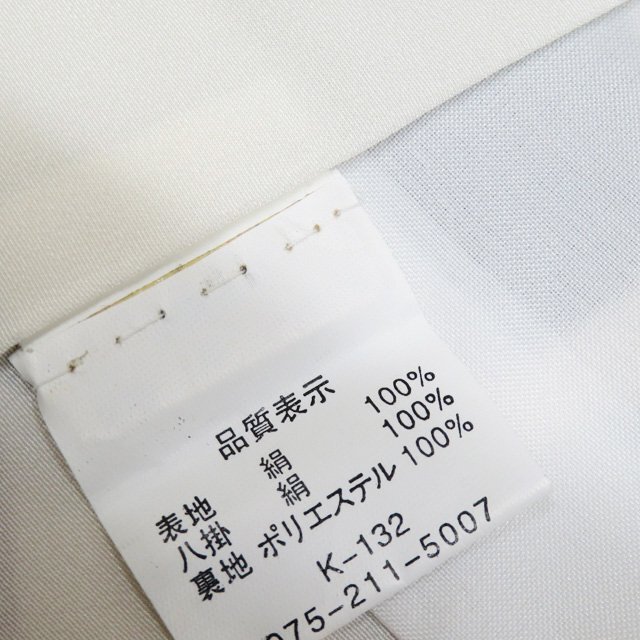 品質表示
表地 絹 100%
八掛 絹 100%
裏地 ポリエステル 100%
K-132
075-211-5007